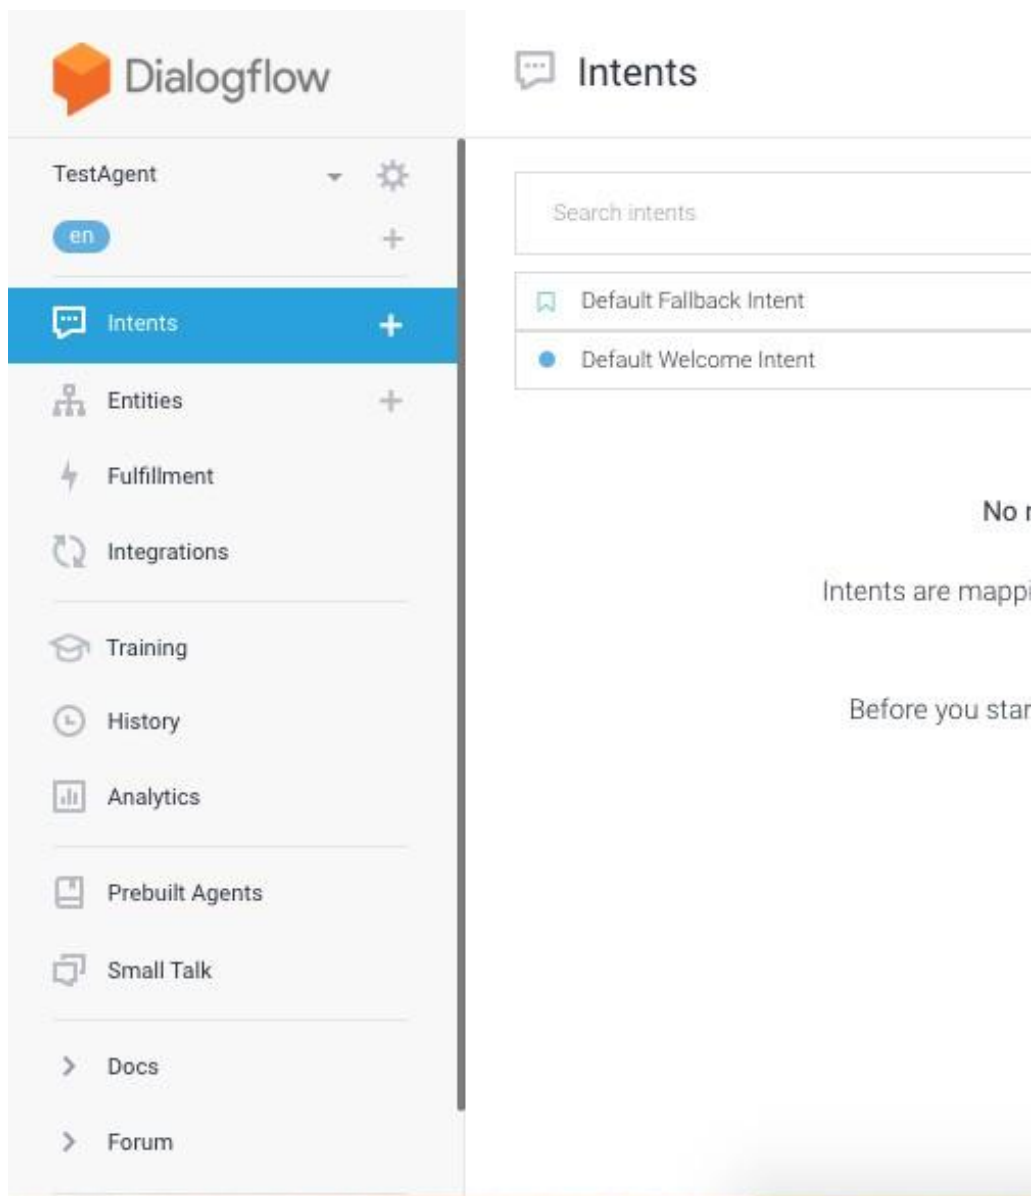 Dialogflow
TestAgent
en
Intents
Entities
Fulfillment
Integrations
Training
History
Analytics
Prebuilt Agents
Small Talk
Docs
Forum
Intents
Search intents
Default Fallback Intent
Default Welcome Intent
No
Intents are mappi
Before you star